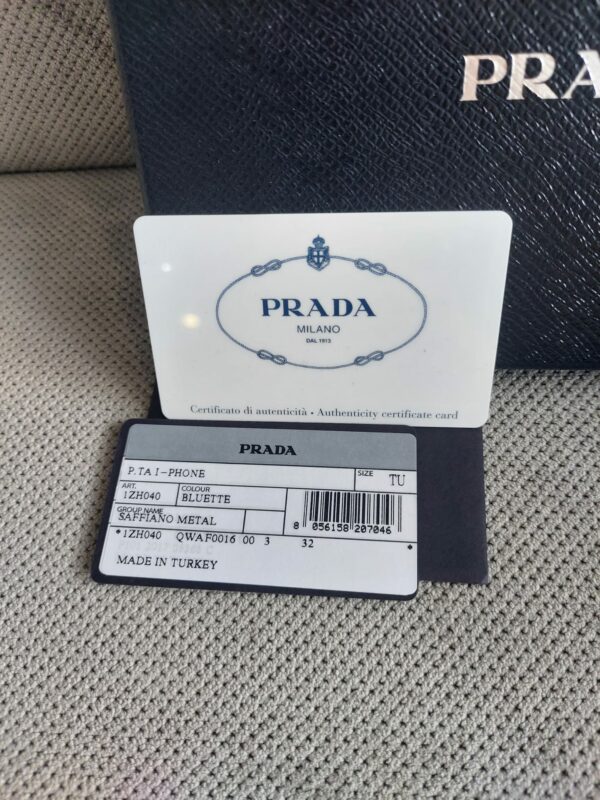 PRA
PRADA
MILANO
DAL 1913
Certificato di autenticità • Authenticity certificate card
PRADA
P.TA I-PHONE
SIZE TU
ART. 1ZH040
COLOUR BLUETTE
GROUP NAME
SAFFIANO METAL
8 056158 207046
*1ZH040 QWAF0016 00 3 32 *
MADE IN TURKEY